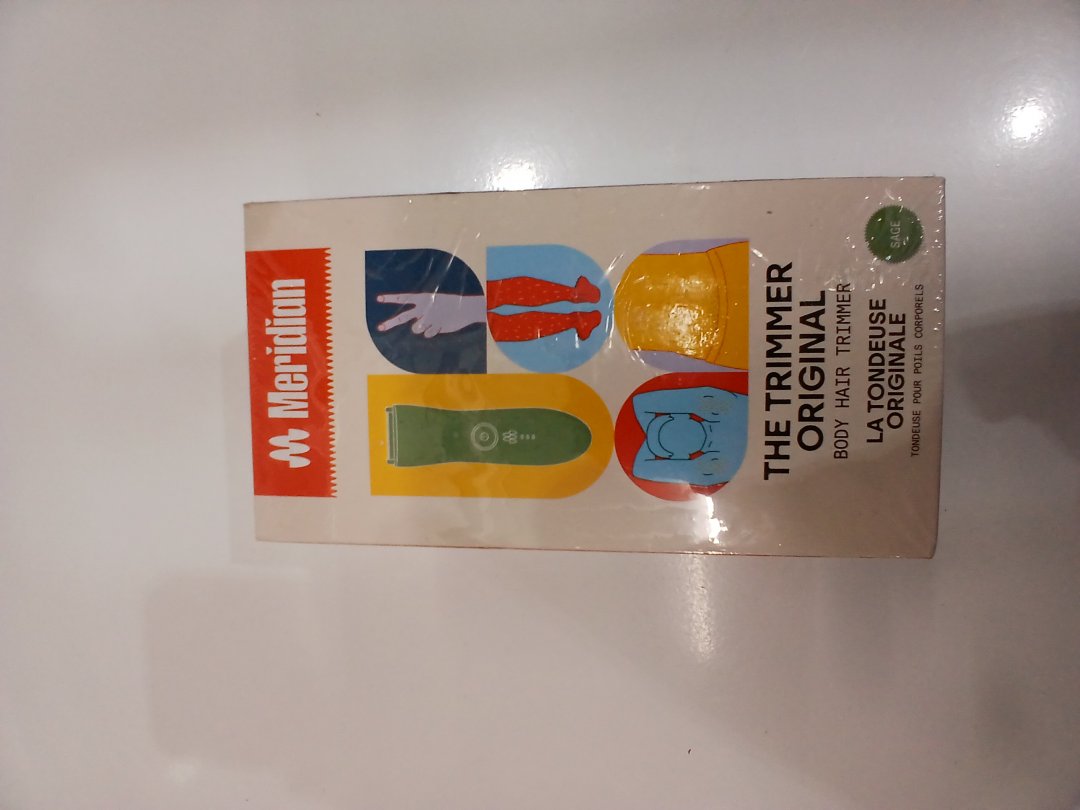 Meridian
THE TRIMMER
ORIGINAL
BODY HAIR TRIMMER
LA TONDEUSE
ORIGINALE
TONDEUSE POUR POILS CORPORELS
SAGE